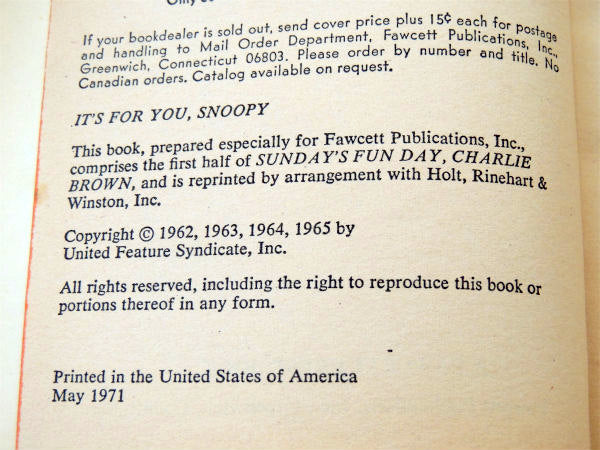 If your bookdealer is sold out, send cover price plus 15¢ each for postage
and handling to Mail Order Department, Fawcett Publications, Inc.,
Greenwich, Connecticut 06803. Please order by number and title. No
Canadian orders. Catalog available on request.
IT'S FOR YOU, SNOOPY
This book, prepared especially for Fawcett Publications, Inc.,
comprises the first half of SUNDAY'S FUN DAY, CHARLIE
BROWN, and is reprinted by arrangement with Holt, Rinehart &
Winston, Inc.
Copyright © 1962, 1963, 1964, 1965 by
United Feature Syndicate, Inc.
All rights reserved, including the right to reproduce this book or
portions thereof in any form.
Printed in the United States of America
May 1971